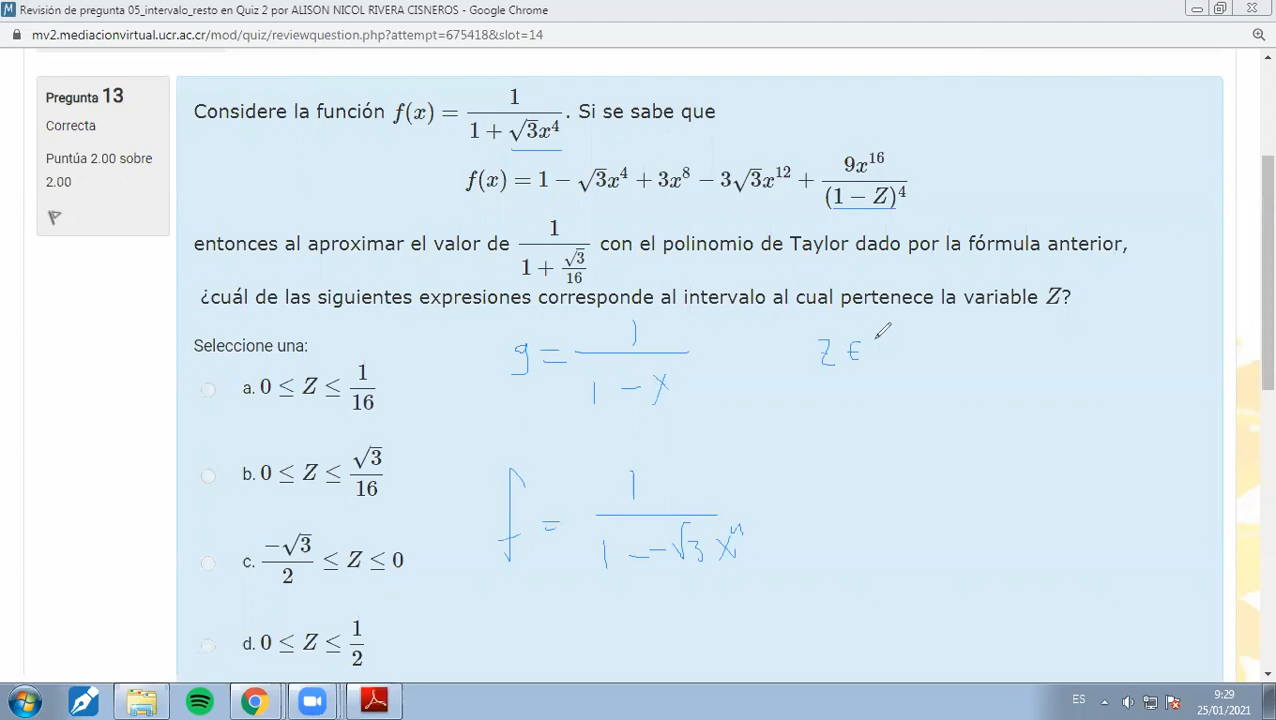 Revisión de pregunta 05_intervalo_resto en Quiz 2 por ALISON NICOL RIVERA CISNEROS - Google Chrome
mv2.mediacionvirtual.ucr.ac.cr/mod/quiz/reviewquestion.php?attempt=675418&slot=14
Pregunta 13
Correcta
Puntúa 2.00 sobre
2.00
Considere la función f(x) = 1/(1 + √3x⁴). Si se sabe que
f(x) = 1 − √3x⁴ + 3x⁸ − 3√3x¹² + 9x¹⁶/(1 − Z)⁴
entonces al aproximar el valor de 1/(1 + √3/16) con el polinomio de Taylor dado por la fórmula anterior,
¿cuál de las siguientes expresiones corresponde al intervalo al cual pertenece la variable Z?
Seleccione una:
g = 1/(1 − x)
Z ∈
a. 0 ≤ Z ≤ 1/16
b. 0 ≤ Z ≤ √3/16
f = 1/(1 − −√3 x⁴)
c. −√3/2 ≤ Z ≤ 0
d. 0 ≤ Z ≤ 1/2
ES
9:29
25/01/2021